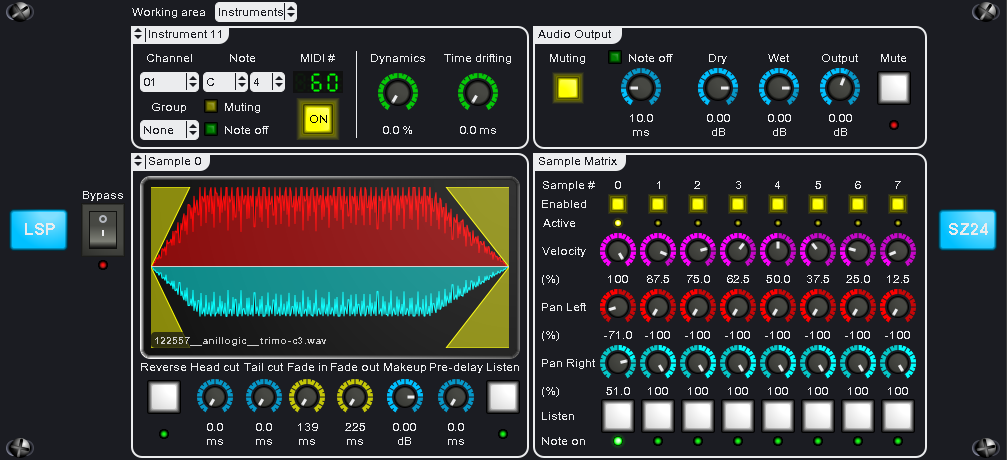 Working area Instruments
Instrument 11
Channel Note MIDI # Dynamics Time drifting
01 C 4 60
Group Muting
None Note off ON
0.0 % 0.0 ms
Audio Output
Muting Note off Dry Wet Output Mute
10.0 0.00 0.00 0.00
ms dB dB dB
Sample 0
122557__anillogic__trimo-c3.wav
Reverse Head cut Tail cut Fade in Fade out Makeup Pre-delay Listen
0.0 0.0 139 225 0.00 0.0
ms ms ms ms dB ms
Sample Matrix
Sample # 0 1 2 3 4 5 6 7
Enabled
Active
Velocity
(%) 100 87.5 75.0 62.5 50.0 37.5 25.0 12.5
Pan Left
(%) -71.0 -100 -100 -100 -100 -100 -100 -100
Pan Right
(%) 51.0 100 100 100 100 100 100 100
Listen
Note on
Bypass
LSP
SZ24